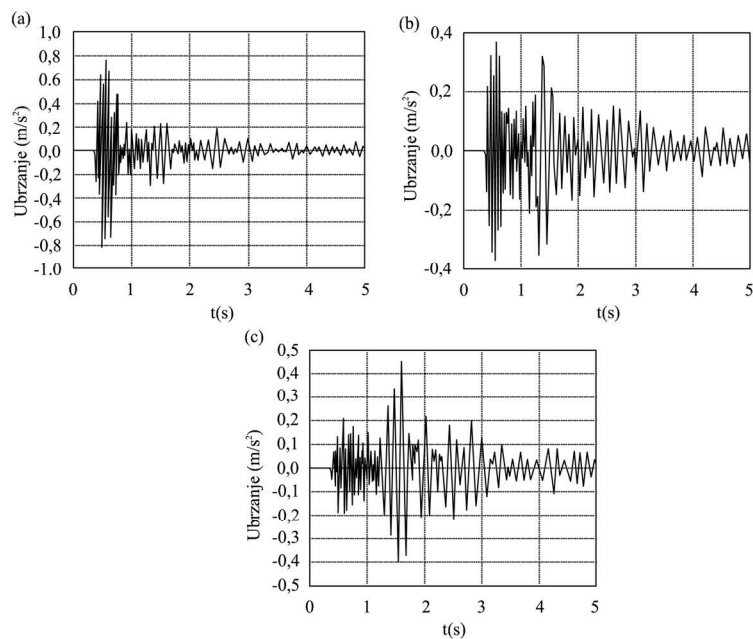 (a)
Ubrzanje (m/s²)
1,0
0,8
0,6
0,4
0,2
0,0
-0,2
-0,4
-0,6
-0,8
-1.0
0 1 2 3 4 5
t(s)
(b)
Ubrzanje (m/s²)
0,4
0,2
0,0
-0,2
-0,4
0 1 2 3 4 5
t(s)
(c)
Ubrzanje (m/s²)
0,5
0,4
0,3
0,2
0,1
0,0
-0,1
-0,2
-0,3
-0,4
-0,5
0 1 2 3 4 5
t(s)